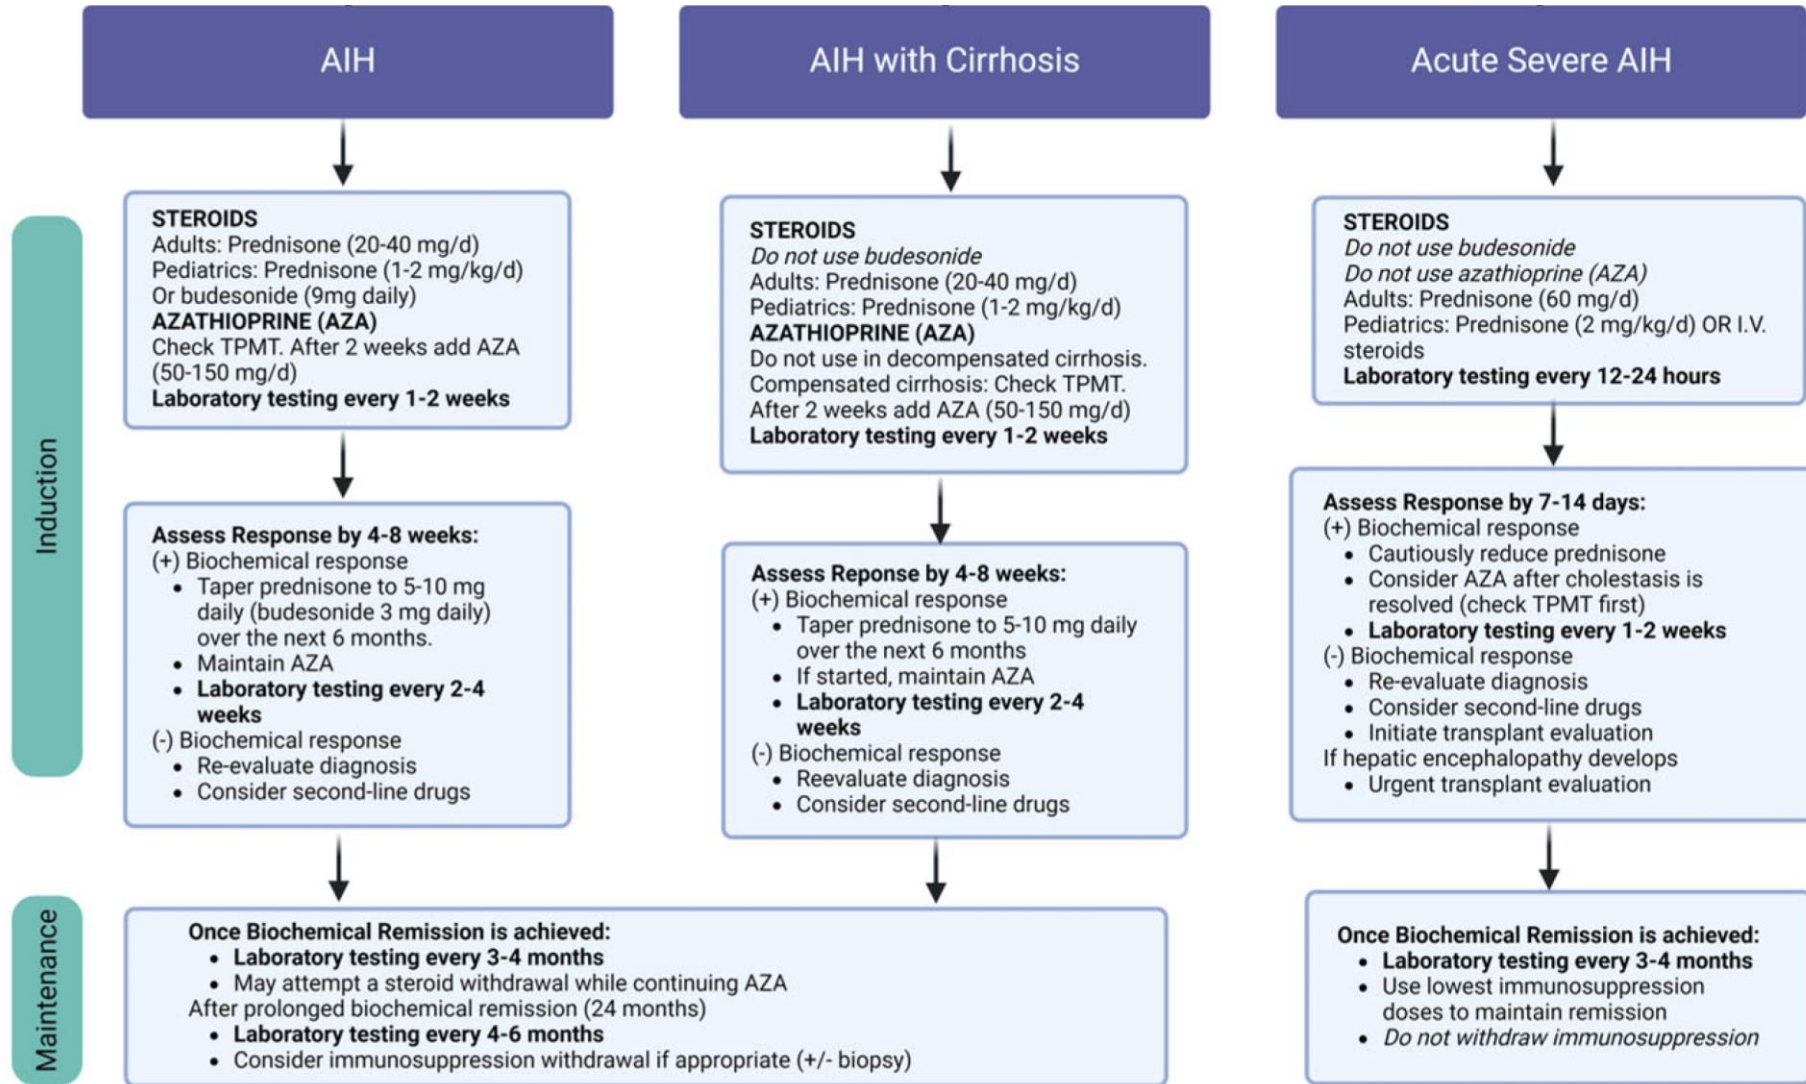 AIH
AIH with Cirrhosis
Acute Severe AIH
Induction
STEROIDS
Adults: Prednisone (20-40 mg/d)
Pediatrics: Prednisone (1-2 mg/kg/d)
Or budesonide (9mg daily)
AZATHIOPRINE (AZA)
Check TPMT. After 2 weeks add AZA
(50-150 mg/d)
Laboratory testing every 1-2 weeks
STEROIDS
Do not use budesonide
Adults: Prednisone (20-40 mg/d)
Pediatrics: Prednisone (1-2 mg/kg/d)
AZATHIOPRINE (AZA)
Do not use in decompensated cirrhosis.
Compensated cirrhosis: Check TPMT.
After 2 weeks add AZA (50-150 mg/d)
Laboratory testing every 1-2 weeks
STEROIDS
Do not use budesonide
Do not use azathioprine (AZA)
Adults: Prednisone (60 mg/d)
Pediatrics: Prednisone (2 mg/kg/d) OR I.V.
steroids
Laboratory testing every 12-24 hours
Assess Response by 4-8 weeks:
(+) Biochemical response
• Taper prednisone to 5-10 mg
daily (budesonide 3 mg daily)
over the next 6 months.
• Maintain AZA
• Laboratory testing every 2-4
weeks
(-) Biochemical response
• Re-evaluate diagnosis
• Consider second-line drugs
Assess Reponse by 4-8 weeks:
(+) Biochemical response
• Taper prednisone to 5-10 mg daily
over the next 6 months
• If started, maintain AZA
• Laboratory testing every 2-4
weeks
(-) Biochemical response
• Reevaluate diagnosis
• Consider second-line drugs
Assess Response by 7-14 days:
(+) Biochemical response
• Cautiously reduce prednisone
• Consider AZA after cholestasis is
resolved (check TPMT first)
• Laboratory testing every 1-2 weeks
(-) Biochemical response
• Re-evaluate diagnosis
• Consider second-line drugs
• Initiate transplant evaluation
If hepatic encephalopathy develops
• Urgent transplant evaluation
Maintenance
Once Biochemical Remission is achieved:
• Laboratory testing every 3-4 months
• May attempt a steroid withdrawal while continuing AZA
After prolonged biochemical remission (24 months)
• Laboratory testing every 4-6 months
• Consider immunosuppression withdrawal if appropriate (+/- biopsy)
Once Biochemical Remission is achieved:
• Laboratory testing every 3-4 months
• Use lowest immunosuppression
doses to maintain remission
• Do not withdraw immunosuppression